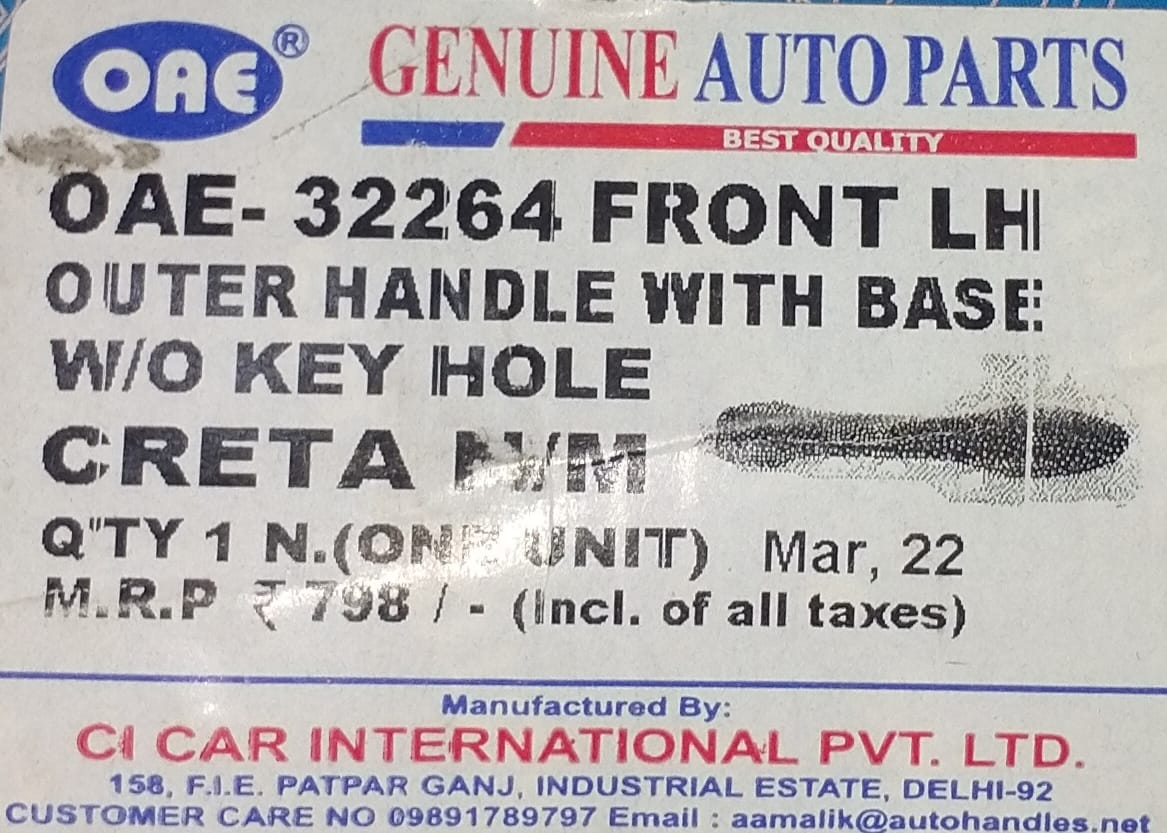 OAE®
GENUINE AUTO PARTS
BEST QUALITY
OAE- 32264 FRONT LH
OUTER HANDLE WITH BASE
W/O KEY HOLE
CRETA N/M
Q'TY 1 N.(ONE UNIT) Mar, 22
M.R.P ₹ 798 / - (Incl. of all taxes)
Manufactured By:
CI CAR INTERNATIONAL PVT. LTD.
158, F.I.E. PATPAR GANJ, INDUSTRIAL ESTATE, DELHI-92
CUSTOMER CARE NO 09891789797 Email : aamalik@autohandles.net